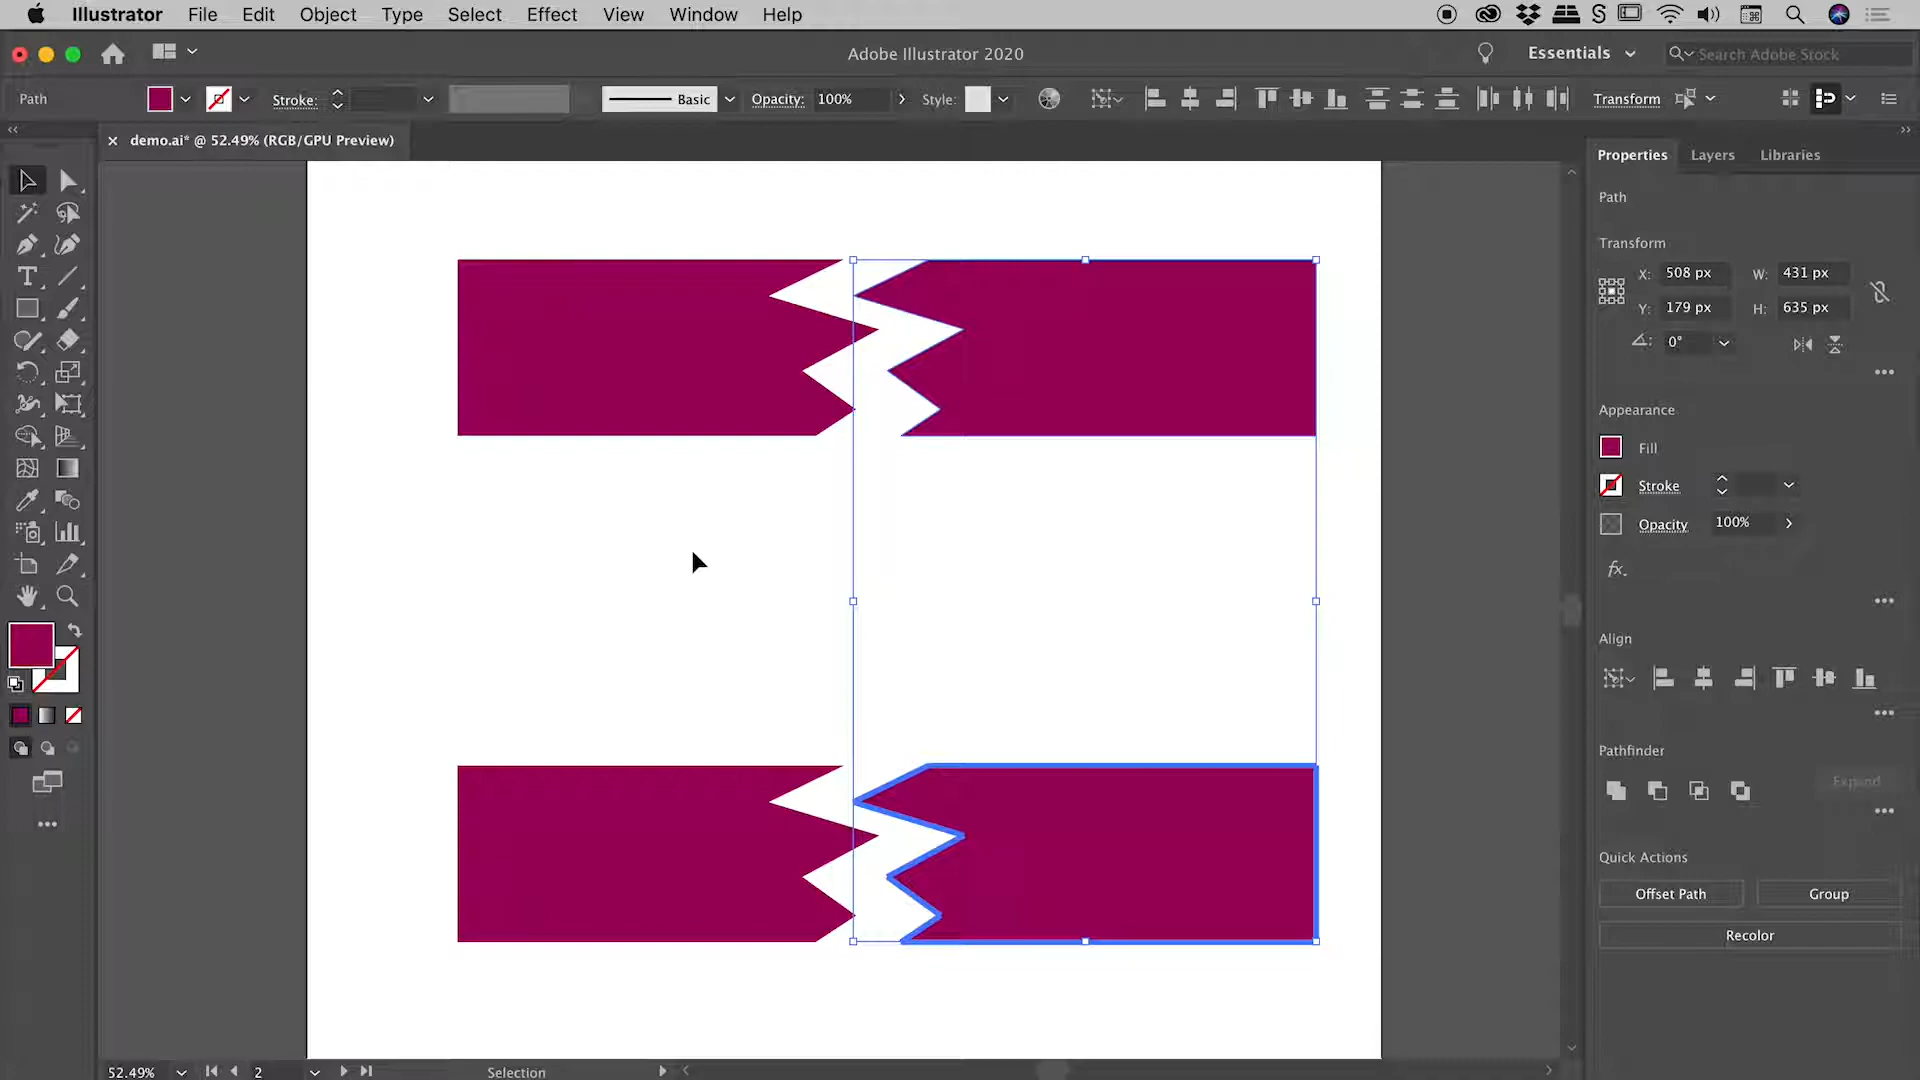 Illustrator File Edit Object Type Select Effect View Window Help
Adobe Illustrator 2020
Essentials
Search Adobe Stock
Path Stroke: Basic Opacity: 100% Style: Transform
demo.ai* @ 52.49% (RGB/GPU Preview)
Properties Layers Libraries
Path
Transform
X: 508 px W: 431 px
Y: 179 px H: 635 px
0°
Appearance
Fill
Stroke
Opacity 100%
fx.
Align
Pathfinder
Expand
Quick Actions
Offset Path Group
Recolor
52.49% 2 Selection